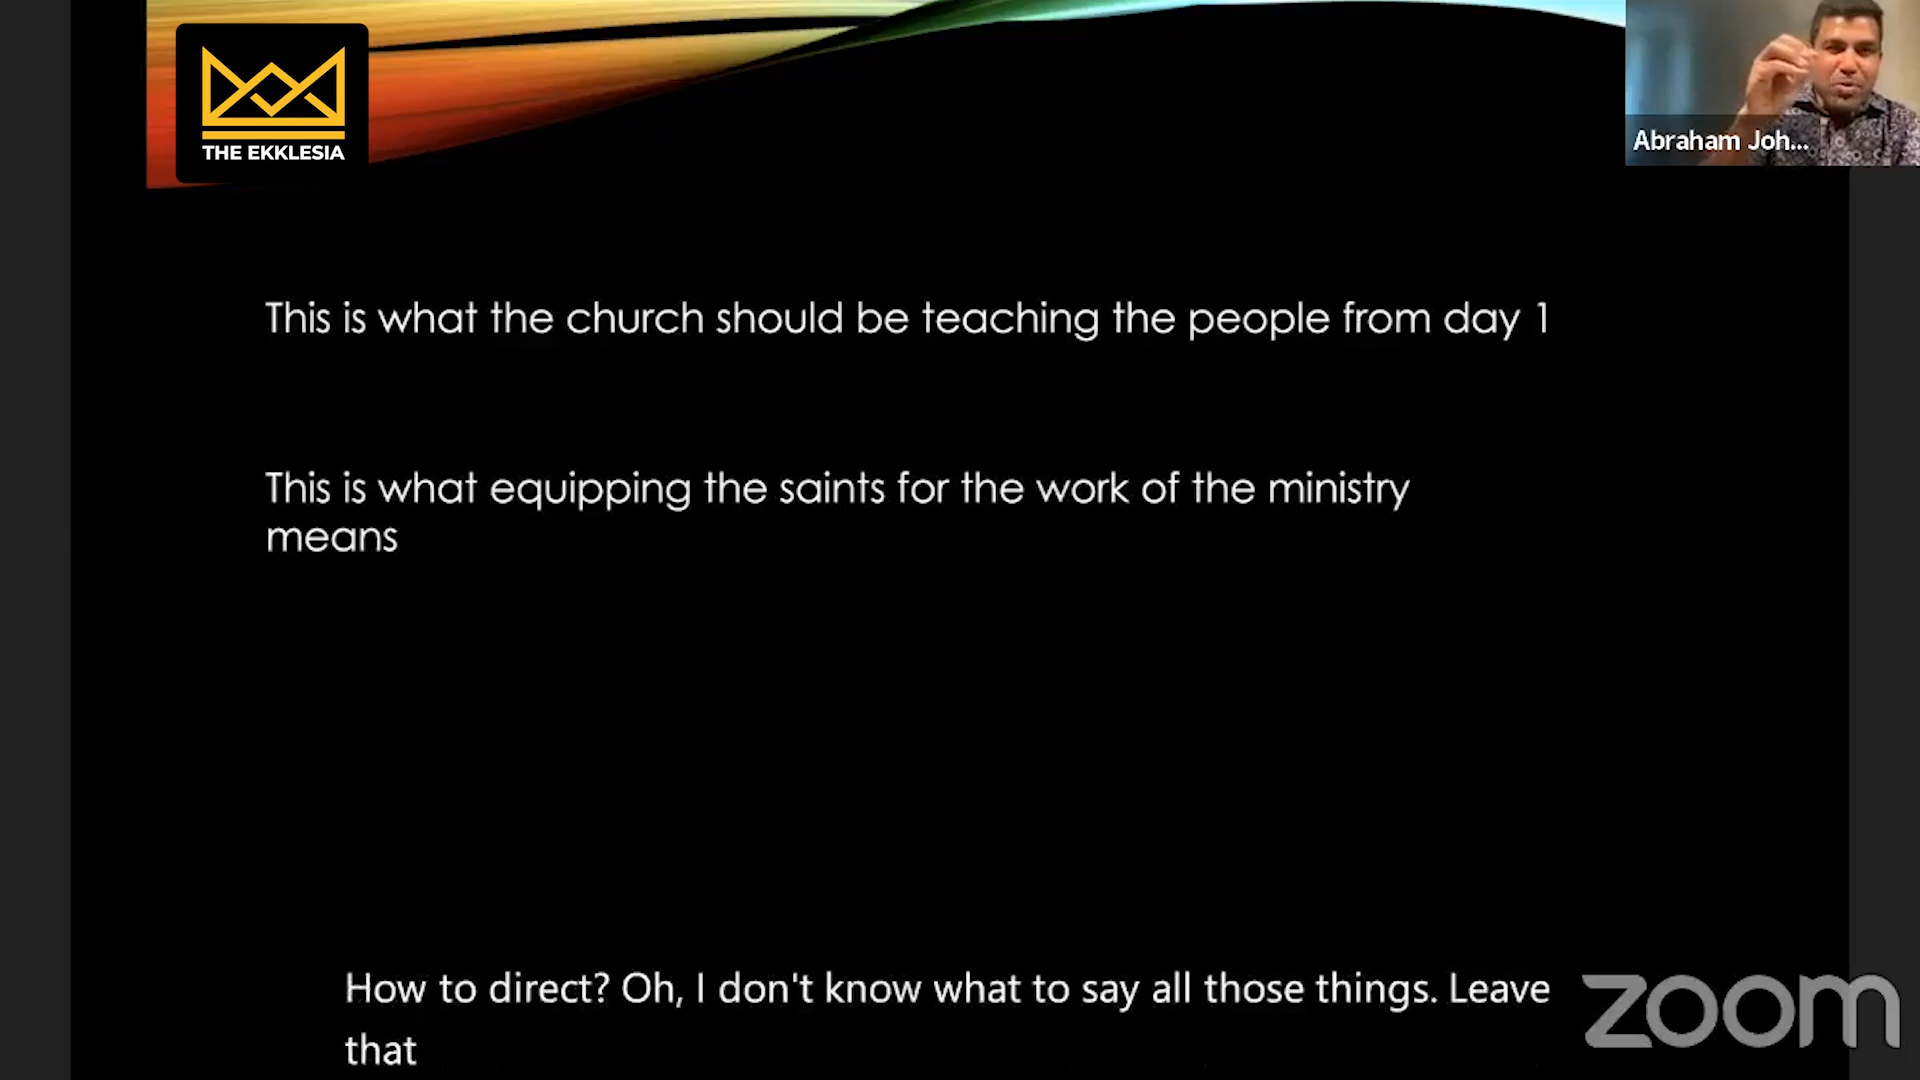 THE EKKLESIA
Abraham Joh...
This is what the church should be teaching the people from day 1
This is what equipping the saints for the work of the ministry
means
How to direct? Oh, I don't know what to say all those things. Leave
that
zoom